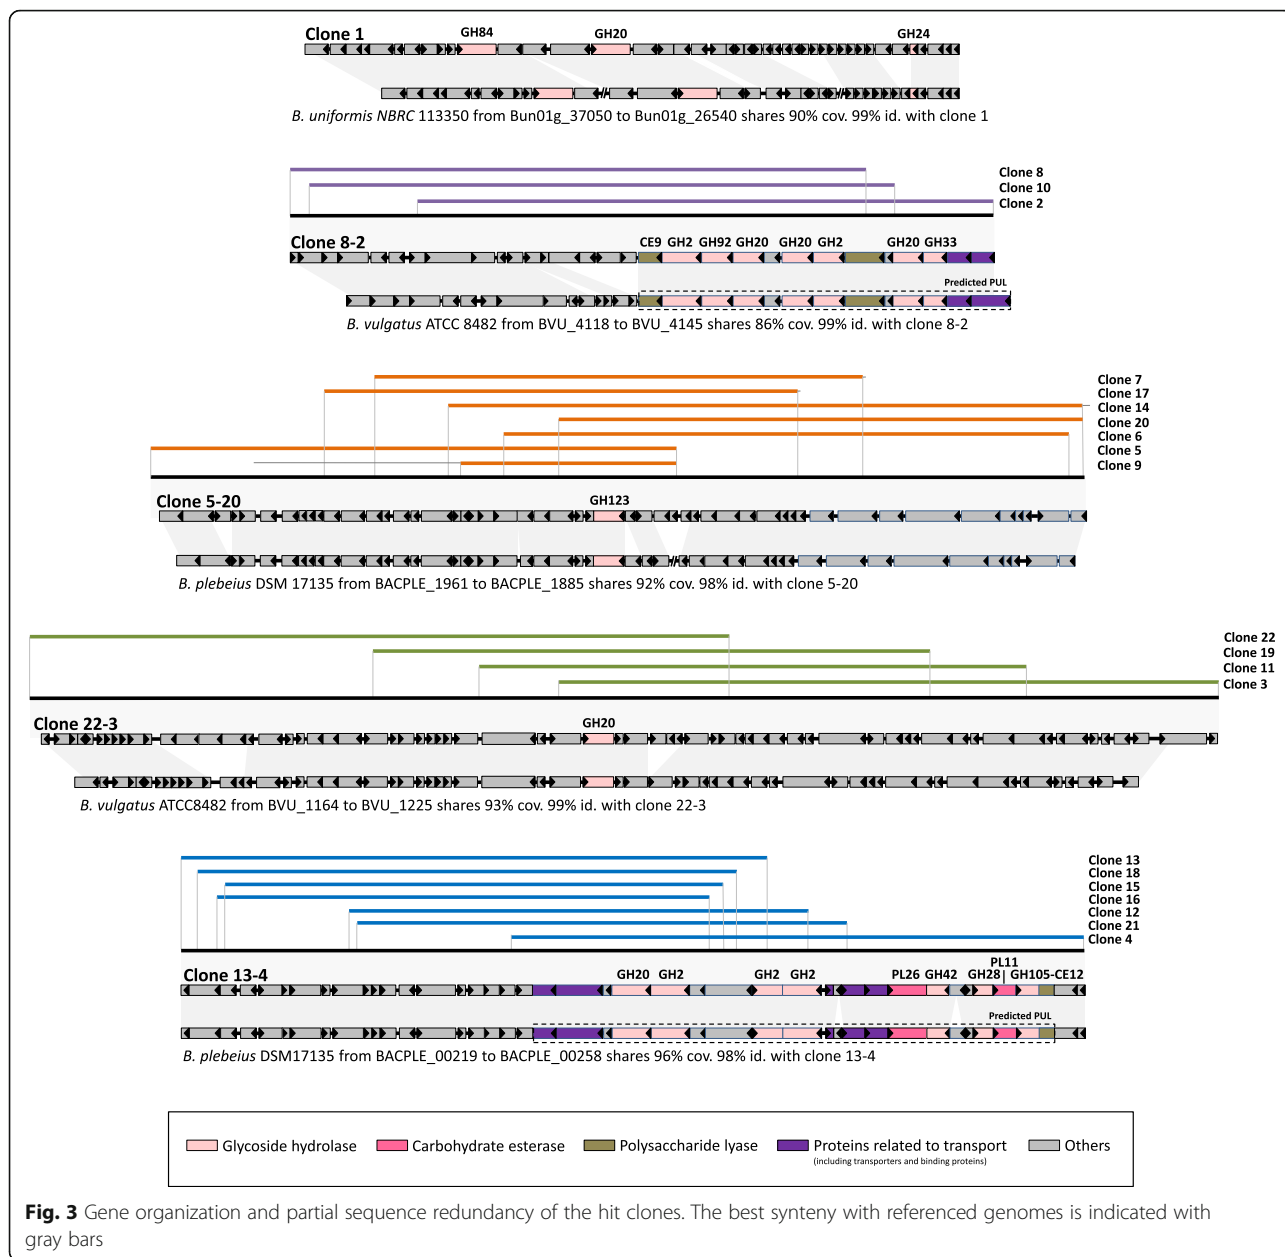 Clone 1
GH84 GH20 GH24
B. uniformis NBRC 113350 from Bun01g_37050 to Bun01g_26540 shares 90% cov. 99% id. with clone 1
Clone 8
Clone 10
Clone 2
Clone 8-2
CE9 GH2 GH92 GH20 GH20 GH2 GH20 GH33
Predicted PUL
B. vulgatus ATCC 8482 from BVU_4118 to BVU_4145 shares 86% cov. 99% id. with clone 8-2
Clone 7
Clone 17
Clone 14
Clone 20
Clone 6
Clone 5
Clone 9
Clone 5-20
GH123
B. plebeius DSM 17135 from BACPLE_1961 to BACPLE_1885 shares 92% cov. 98% id. with clone 5-20
Clone 22
Clone 19
Clone 11
Clone 3
Clone 22-3
GH20
B. vulgatus ATCC8482 from BVU_1164 to BVU_1225 shares 93% cov. 99% id. with clone 22-3
Clone 13
Clone 18
Clone 15
Clone 16
Clone 12
Clone 21
Clone 4
Clone 13-4
PL11
GH20 GH2 GH2 GH2 PL26 GH42 GH28 GH105-CE12
Predicted PUL
B. plebeius DSM17135 from BACPLE_00219 to BACPLE_00258 shares 96% cov. 98% id. with clone 13-4
Glycoside hydrolase Carbohydrate esterase Polysaccharide lyase Proteins related to transport Others
(including transporters and binding proteins)
Fig. 3 Gene organization and partial sequence redundancy of the hit clones. The best synteny with referenced genomes is indicated with
gray bars